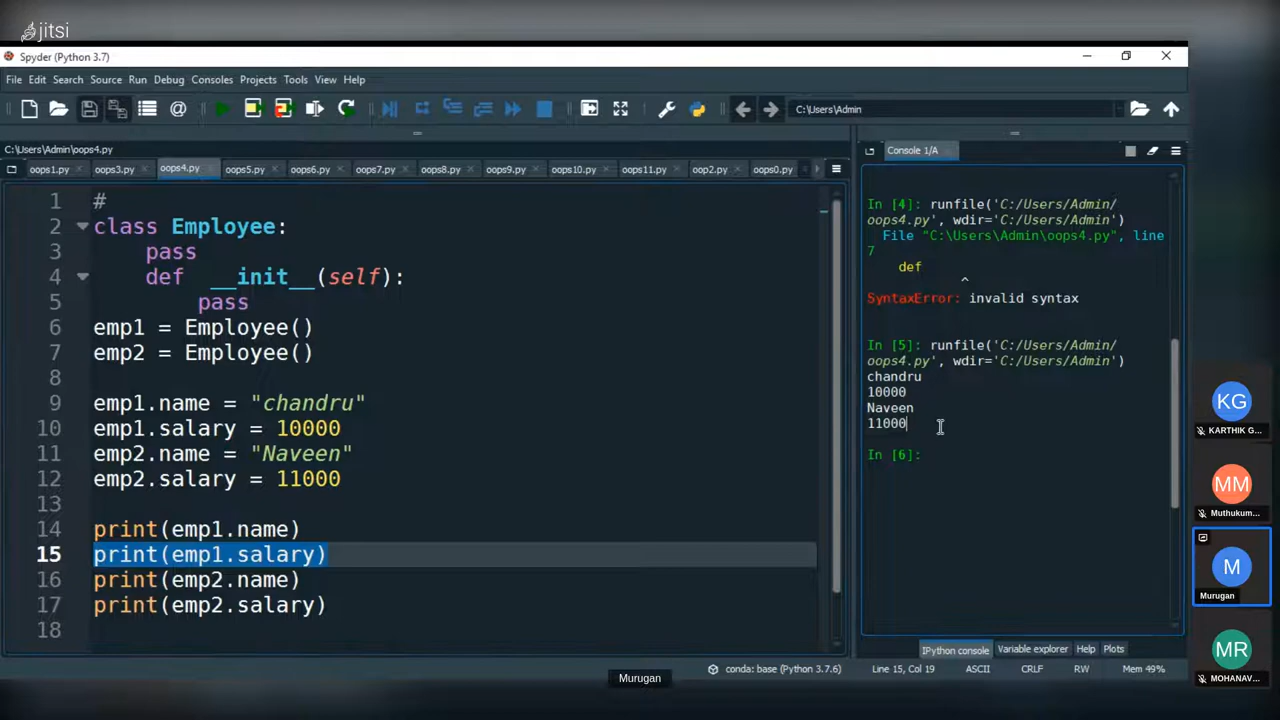 jitsi
Spyder (Python 3.7)
File Edit Search Source Run Debug Consoles Projects Tools View Help
C:\Users\Admin
C:\Users\Admin\oops4.py
oops1.py oops3.py oops4.py oops5.py oops6.py oops7.py oops8.py oops9.py oops10.py oops11.py oop2.py oops0.py
1 #
2 class Employee:
3 pass
4 def __init__(self):
5 pass
6 emp1 = Employee()
7 emp2 = Employee()
8
9 emp1.name = "chandru"
10 emp1.salary = 10000
11 emp2.name = "Naveen"
12 emp2.salary = 11000
13
14 print(emp1.name)
15 print(emp1.salary)
16 print(emp2.name)
17 print(emp2.salary)
18
Console 1/A
In [4]: runfile('C:/Users/Admin/
oops4.py', wdir='C:/Users/Admin')
File "C:\Users\Admin\oops4.py", line
7
def
^
SyntaxError: invalid syntax
In [5]: runfile('C:/Users/Admin/
oops4.py', wdir='C:/Users/Admin')
chandru
10000
Naveen
11000
In [6]:
IPython console Variable explorer Help Plots
conda: base (Python 3.7.6) Line 15, Col 19 ASCII CRLF RW Mem 49%
Murugan
KG
KARTHIK G...
MM
Muthukum...
M
Murugan
MR
MOHANAV...